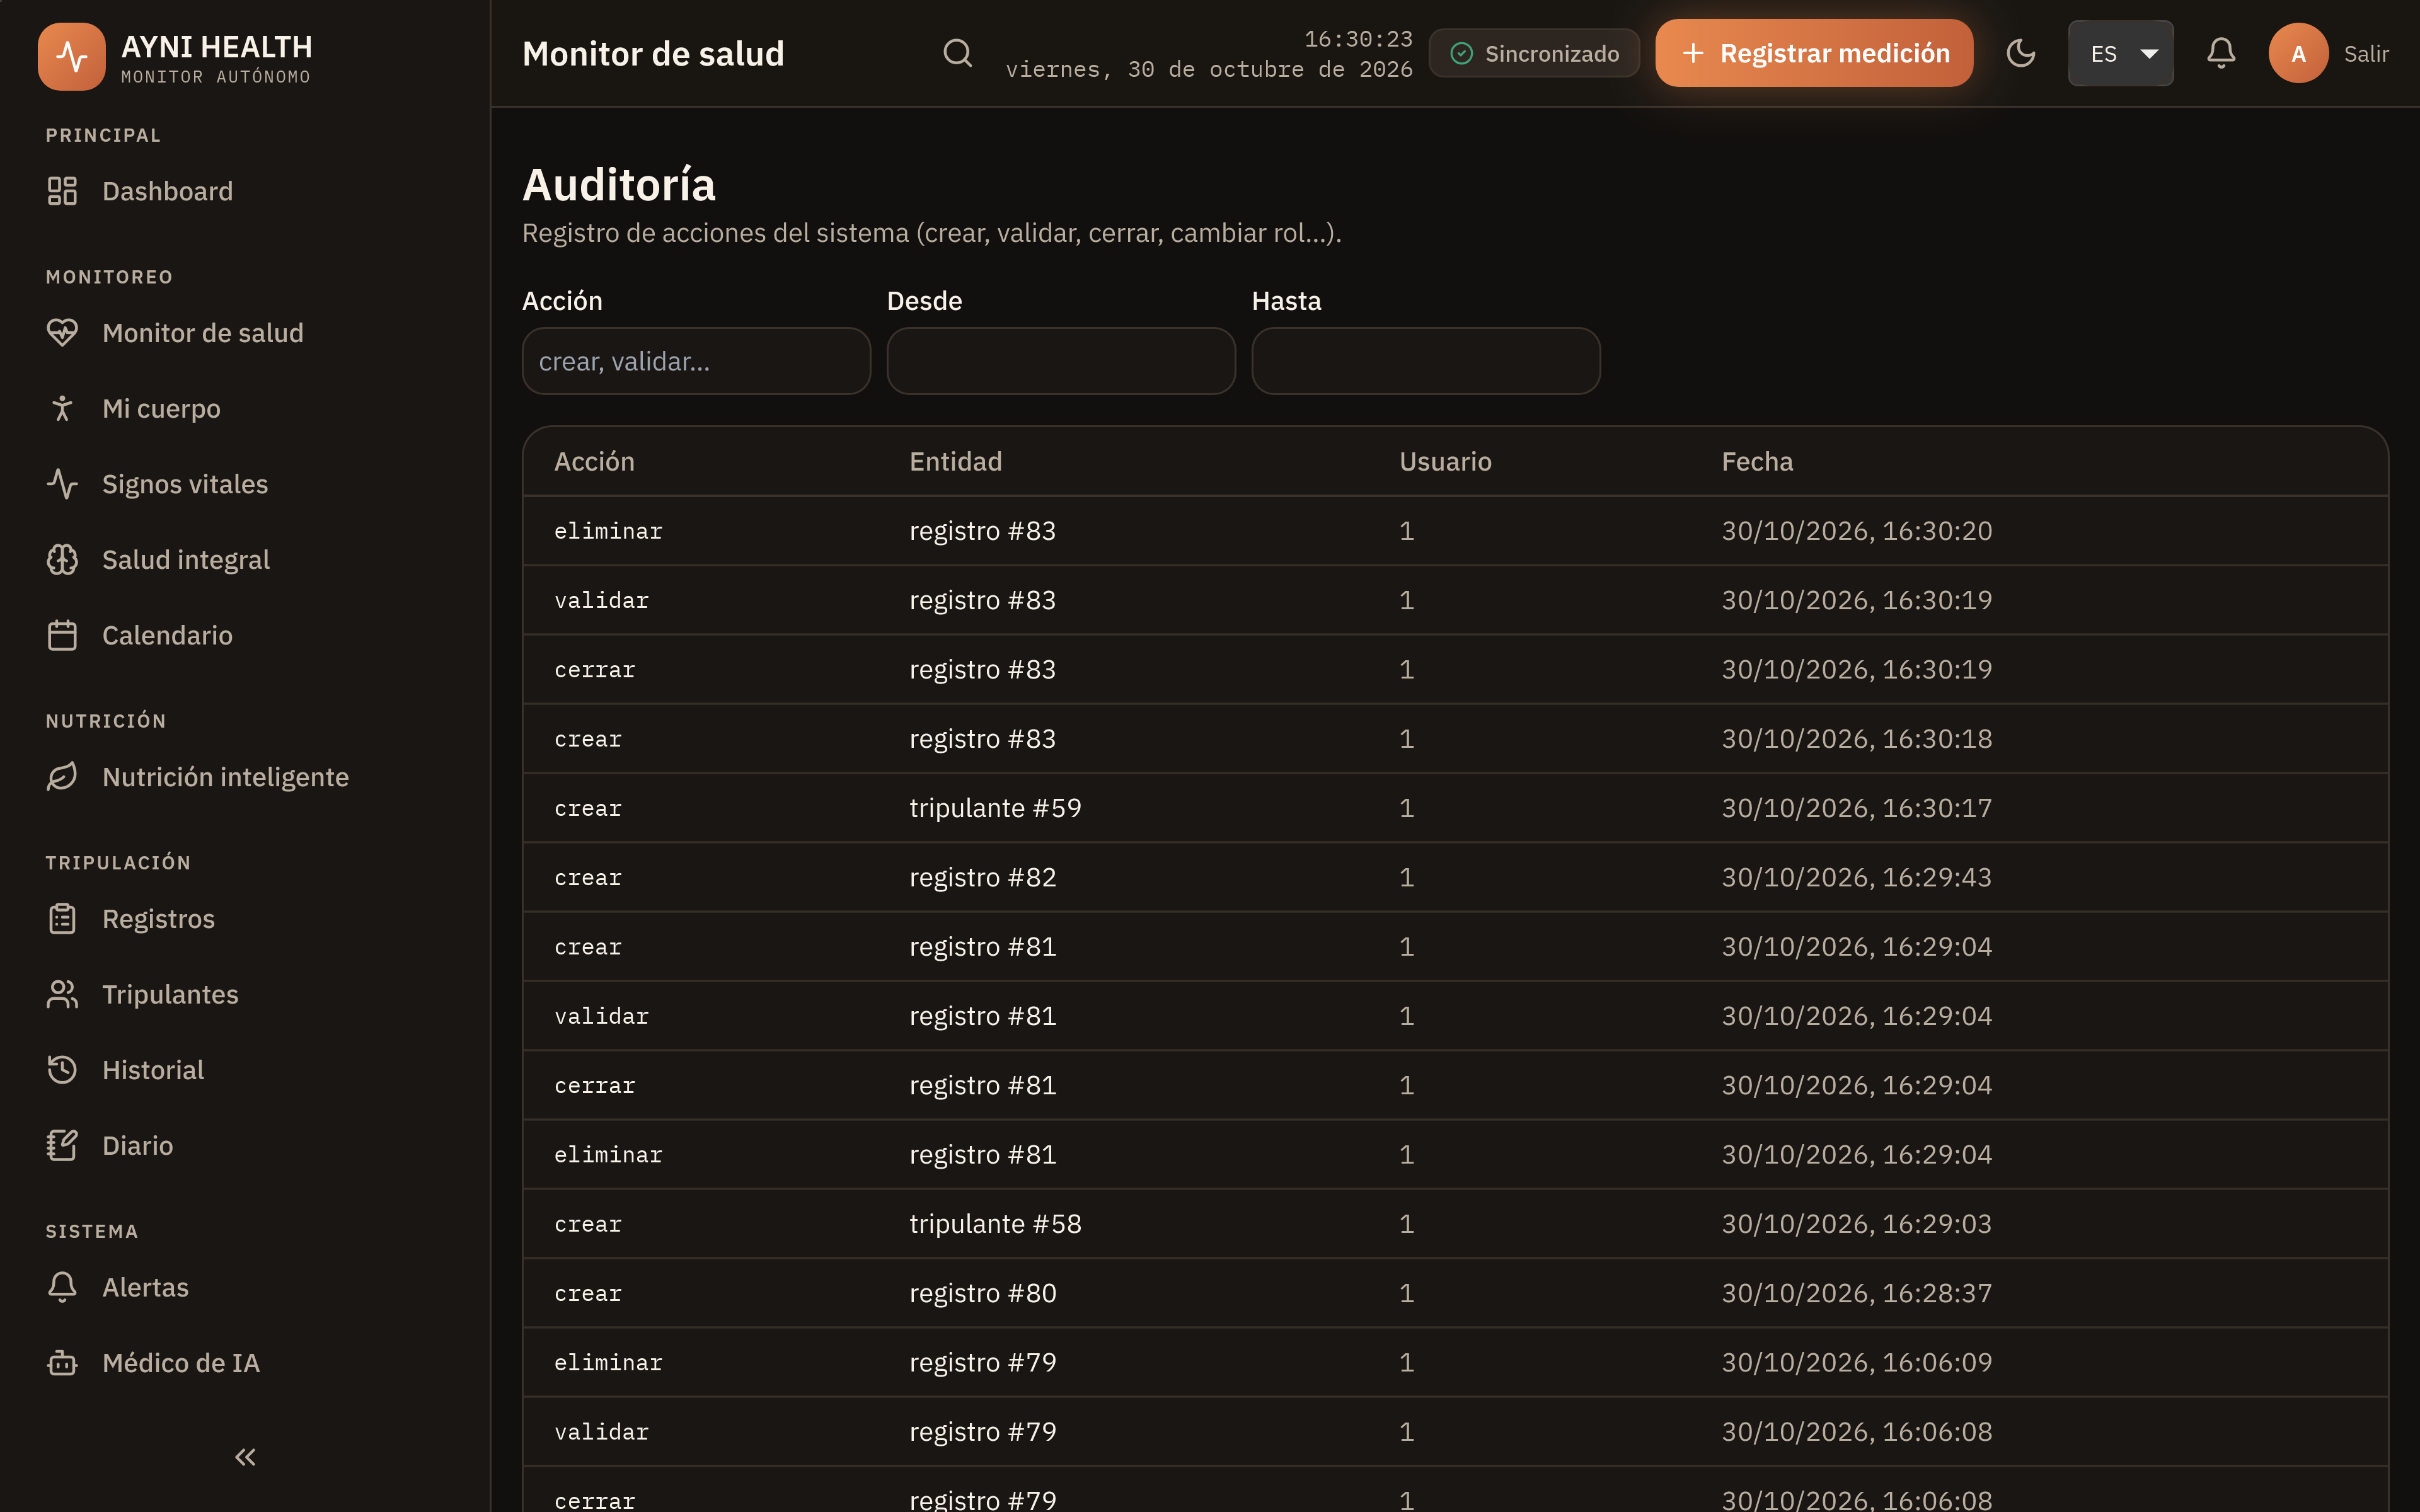 AYNI HEALTH
MONITOR AUTÓNOMO
PRINCIPAL
Dashboard
MONITOREO
Monitor de salud
Mi cuerpo
Signos vitales
Salud integral
Calendario
NUTRICIÓN
Nutrición inteligente
TRIPULACIÓN
Registros
Tripulantes
Historial
Diario
SISTEMA
Alertas
Médico de IA
Monitor de salud
16:30:23
viernes, 30 de octubre de 2026
Sincronizado
Registrar medición
ES
A
Salir
Auditoría
Registro de acciones del sistema (crear, validar, cerrar, cambiar rol...).
Acción Desde Hasta
crear, validar...
Acción Entidad Usuario Fecha
eliminar registro #83 1 30/10/2026, 16:30:20
validar registro #83 1 30/10/2026, 16:30:19
cerrar registro #83 1 30/10/2026, 16:30:19
crear registro #83 1 30/10/2026, 16:30:18
crear tripulante #59 1 30/10/2026, 16:30:17
crear registro #82 1 30/10/2026, 16:29:43
crear registro #81 1 30/10/2026, 16:29:04
validar registro #81 1 30/10/2026, 16:29:04
cerrar registro #81 1 30/10/2026, 16:29:04
eliminar registro #81 1 30/10/2026, 16:29:04
crear tripulante #58 1 30/10/2026, 16:29:03
crear registro #80 1 30/10/2026, 16:28:37
eliminar registro #79 1 30/10/2026, 16:06:09
validar registro #79 1 30/10/2026, 16:06:08
cerrar registro #79 1 30/10/2026, 16:06:08